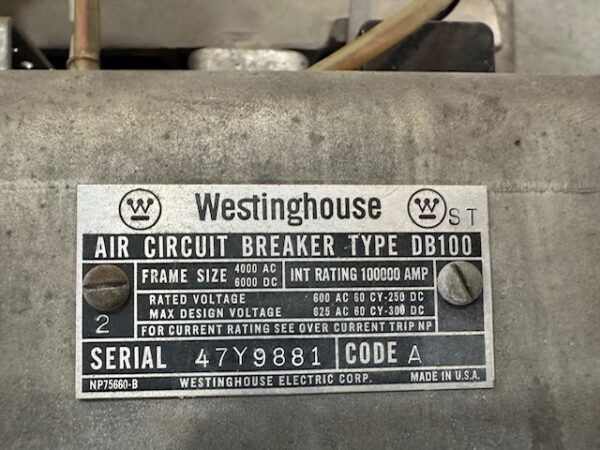 W Westinghouse W ST
AIR CIRCUIT BREAKER TYPE DB100
FRAME SIZE 4000 AC 6000 DC INT RATING 100000 AMP
RATED VOLTAGE 600 AC 60 CY-250 DC
MAX DESIGN VOLTAGE 625 AC 60 CY-300 DC
2 FOR CURRENT RATING SEE OVER CURRENT TRIP NP
SERIAL 47Y9881 CODE A
NP75660-B WESTINGHOUSE ELECTRIC CORP. MADE IN U.S.A.